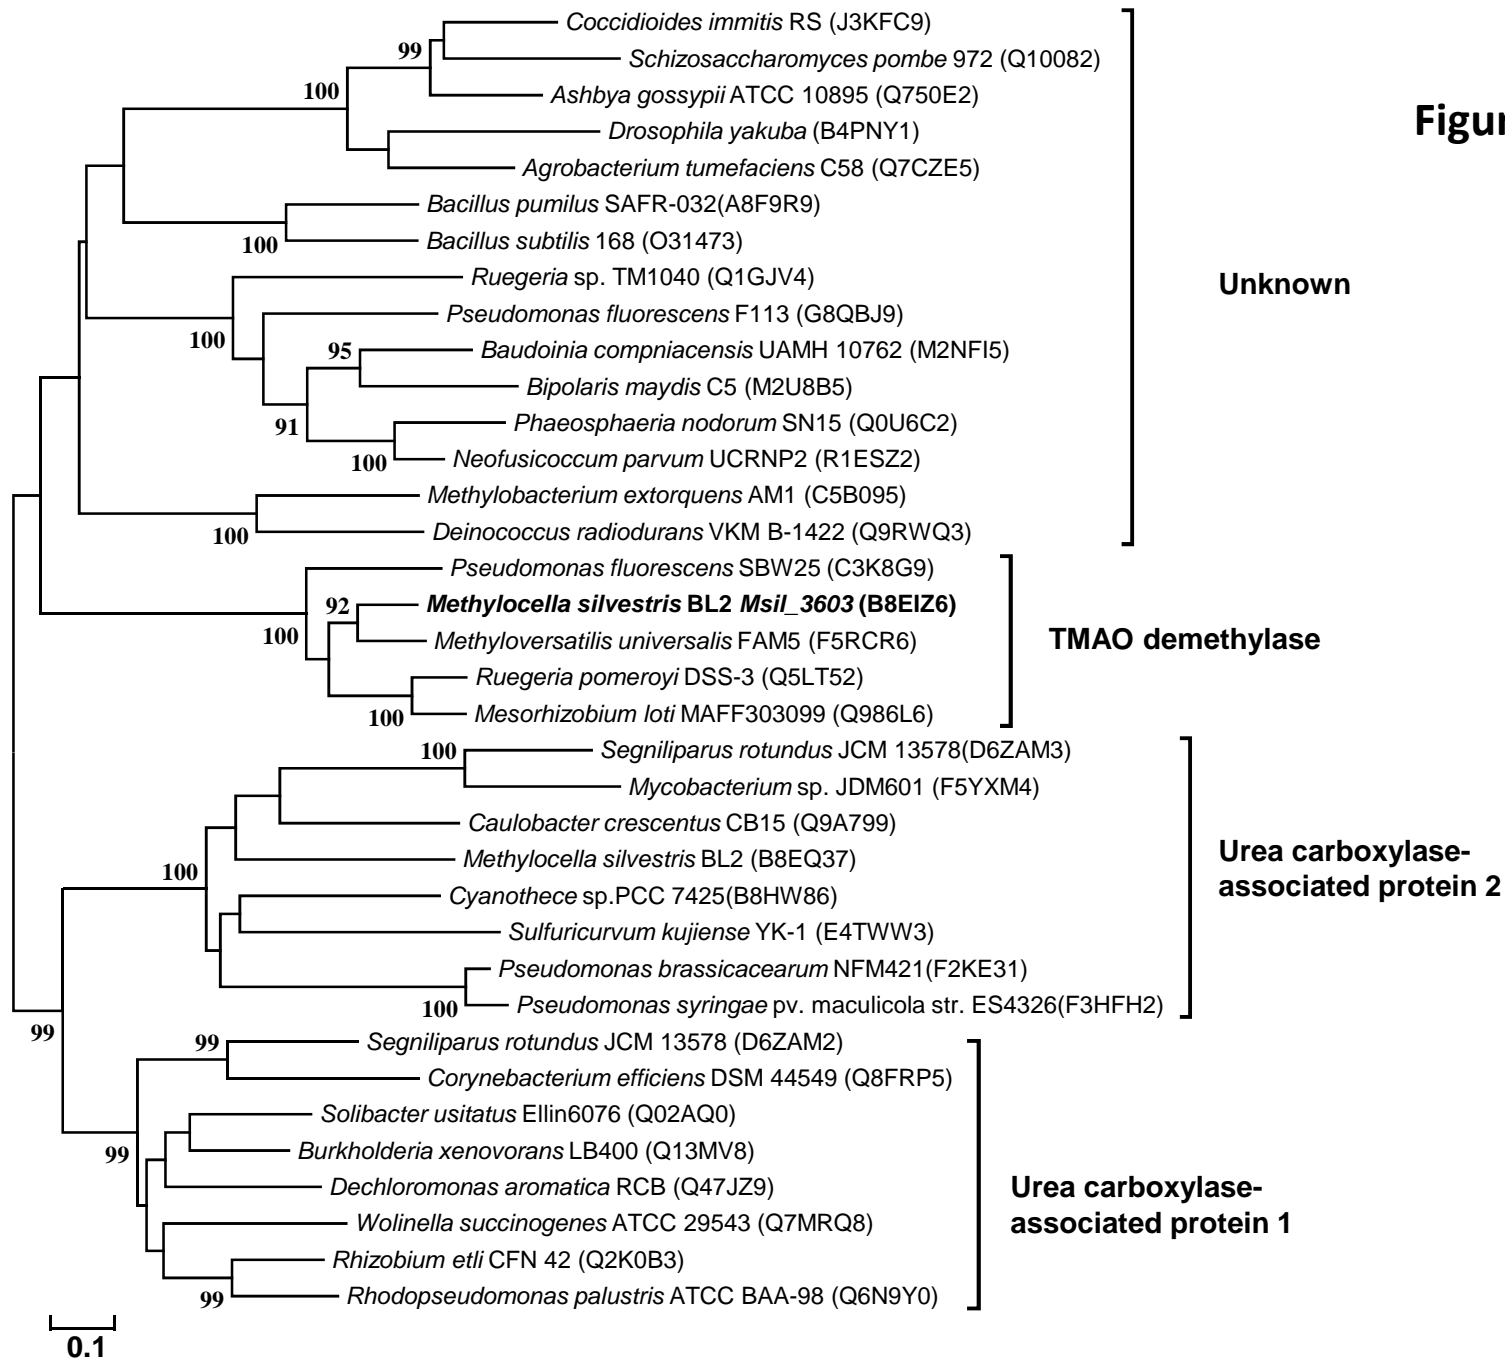 Coccidioides immitis RS (J3KFC9)
99
Schizosaccharomyces pombe 972 (Q10082)
100
Ashbya gossypii ATCC 10895 (Q750E2)
Figur
Drosophila yakuba (B4PNY1)
Agrobacterium tumefaciens C58 (Q7CZE5)
Bacillus pumilus SAFR-032(A8F9R9)
100
Bacillus subtilis 168 (O31473)
Ruegeria sp. TM1040 (Q1GJV4)
Unknown
Pseudomonas fluorescens F113 (G8QBJ9)
100
95
Baudoinia compniacensis UAMH 10762 (M2NFI5)
Bipolaris maydis C5 (M2U8B5)
91
Phaeosphaeria nodorum SN15 (Q0U6C2)
100
Neofusicoccum parvum UCRNP2 (R1ESZ2)
Methylobacterium extorquens AM1 (C5B095)
100
Deinococcus radiodurans VKM B-1422 (Q9RWQ3)
Pseudomonas fluorescens SBW25 (C3K8G9)
92
Methylocella silvestris BL2 Msil_3603 (B8EIZ6)
100
Methyloversatilis universalis FAM5 (F5RCR6)
TMAO demethylase
Ruegeria pomeroyi DSS-3 (Q5LT52)
100
Mesorhizobium loti MAFF303099 (Q986L6)
100
Segniliparus rotundus JCM 13578(D6ZAM3)
Mycobacterium sp. JDM601 (F5YXM4)
Caulobacter crescentus CB15 (Q9A799)
Methylocella silvestris BL2 (B8EQ37)
Urea carboxylase-
associated protein 2
100
Cyanothece sp.PCC 7425(B8HW86)
Sulfuricurvum kujiense YK-1 (E4TWW3)
Pseudomonas brassicacearum NFM421(F2KE31)
100
Pseudomonas syringae pv. maculicola str. ES4326(F3HFH2)
99
99
Segniliparus rotundus JCM 13578 (D6ZAM2)
Corynebacterium efficiens DSM 44549 (Q8FRP5)
Solibacter usitatus Ellin6076 (Q02AQ0)
99
Burkholderia xenovorans LB400 (Q13MV8)
Dechloromonas aromatica RCB (Q47JZ9)
Urea carboxylase-
associated protein 1
Wolinella succinogenes ATCC 29543 (Q7MRQ8)
Rhizobium etli CFN 42 (Q2K0B3)
99
Rhodopseudomonas palustris ATCC BAA-98 (Q6N9Y0)
0.1